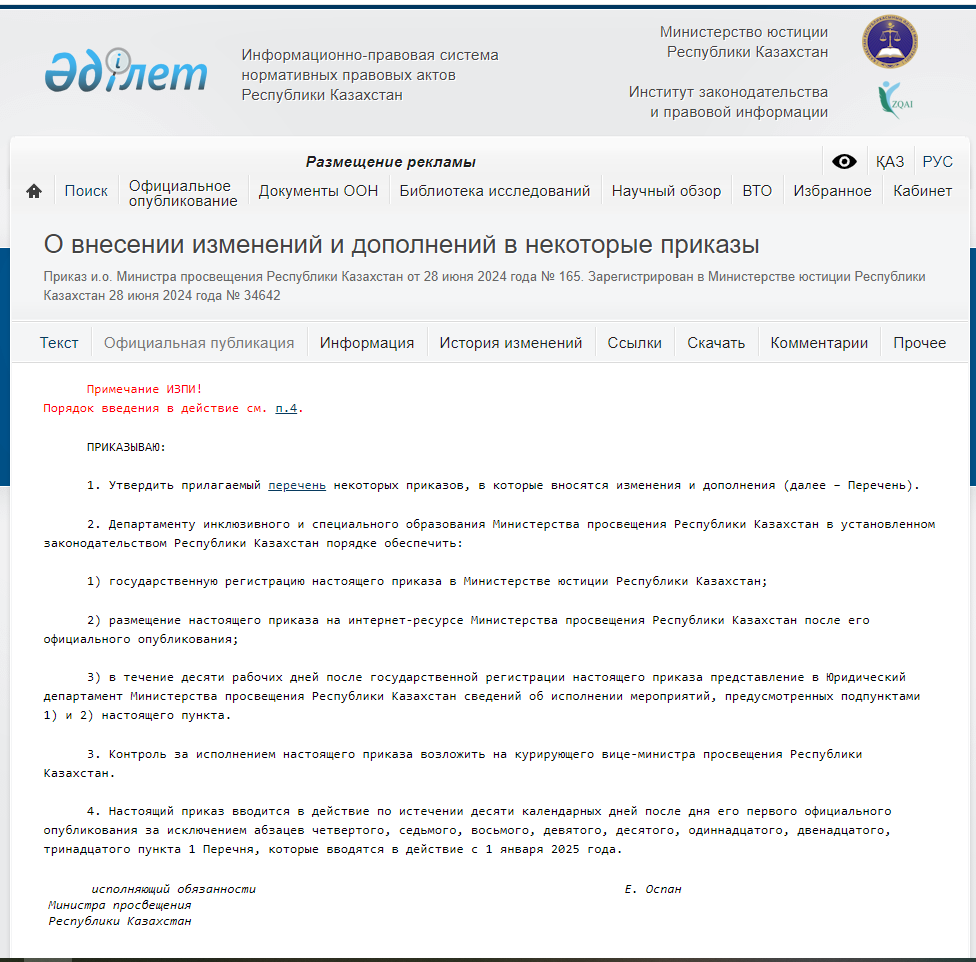 Әділет
Информационно-правовая система
нормативных правовых актов
Республики Казахстан
Министерство юстиции
Республики Казахстан
Институт законодательства
и правовой информации
ZQAI
Размещение рекламы
ҚАЗ РУС
Поиск Официальное опубликование Документы ООН Библиотека исследований Научный обзор ВТО Избранное Кабинет
О внесении изменений и дополнений в некоторые приказы
Приказ и.о. Министра просвещения Республики Казахстан от 28 июня 2024 года № 165. Зарегистрирован в Министерстве юстиции Республики
Казахстан 28 июня 2024 года № 34642
Текст Официальная публикация Информация История изменений Ссылки Скачать Комментарии Прочее
Примечание ИЗПИ!
Порядок введения в действие см. п.4.
ПРИКАЗЫВАЮ:
1. Утвердить прилагаемый перечень некоторых приказов, в которые вносятся изменения и дополнения (далее – Перечень).
2. Департаменту инклюзивного и специального образования Министерства просвещения Республики Казахстан в установленном
законодательством Республики Казахстан порядке обеспечить:
1) государственную регистрацию настоящего приказа в Министерстве юстиции Республики Казахстан;
2) размещение настоящего приказа на интернет-ресурсе Министерства просвещения Республики Казахстан после его
официального опубликования;
3) в течение десяти рабочих дней после государственной регистрации настоящего приказа представление в Юридический
департамент Министерства просвещения Республики Казахстан сведений об исполнении мероприятий, предусмотренных подпунктами
1) и 2) настоящего пункта.
3. Контроль за исполнением настоящего приказа возложить на курирующего вице-министра просвещения Республики
Казахстан.
4. Настоящий приказ вводится в действие по истечении десяти календарных дней после дня его первого официального
опубликования за исключением абзацев четвертого, седьмого, восьмого, девятого, десятого, одиннадцатого, двенадцатого,
тринадцатого пункта 1 Перечня, которые вводятся в действие с 1 января 2025 года.
исполняющий обязанности Е. Оспан
Министра просвещения
Республики Казахстан